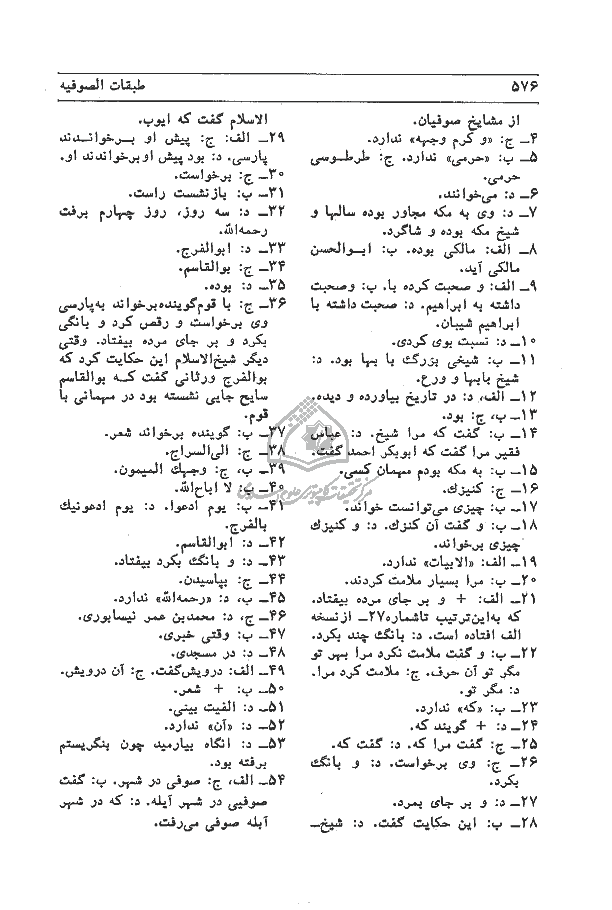 ۵۷۶
طبقات الصوفیه
از مشایخ صوفیان.
۴ـ ج: «و کرم وجهه» ندارد.
۵ـ ب: «حرمی» ندارد. ج: طرطوسی
حرمی.
۶ـ د: می‌خوانند.
۷ـ د: وی به مکه مجاور بوده سالها و
شیخ مکه بوده و شاگرد.
۸ـ الف: مالکی بوده. ب: ابوالحسن
مالکی آید.
۹ـ الف: و صحبت کرده با. ب: وصحبت
داشته به ابراهیم. د: صحبت داشته با
ابراهیم شیبان.
۱۰ـ د: نسبت بوی کردی.
۱۱ـ ب: شیخی بزرگ با بها بود. د:
شیخ بابها و ورع.
۱۲ـ الف، د: در تاریخ بیاورده و دیده.
۱۳ـ ب، ج: بود.
۱۴ـ ب: گفت که مرا شیخ. د: عباس
فقیر مرا گفت که ابوبکر احمد گفت.
۱۵ـ ب: به مکه بودم مهمان کسی.
۱۶ـ ج: کنیزک.
۱۷ـ ب: چیزی می‌توانست خواند.
۱۸ـ ب: و گفت آن کنزک. د: و کنیزک
چیزی برخواند.
۱۹ـ الف: «الابیات» ندارد.
۲۰ـ ب: مرا بسیار ملامت کردند.
۲۱ـ الف: + و بر جای مرده بیفتاد.
که به‌این‌ترتیب تاشماره ۲۷ـ ازنسخه
الف افتاده است. د: بانگ چند بکرد.
۲۲ـ ب: و گفت ملامت نکرد مرا بهر تو
مگر تو آن حرف. ج: ملامت کرد مرا.
د: مگر تو.
۲۳ـ ب: «که» ندارد.
۲۴ـ د: + گویند که.
۲۵ـ ج: گفت مرا که. د: گفت که.
۲۶ـ ج: وی برخواست. د: و بانگ
بکرد.
۲۷ـ د: و بر جای بمرد.
۲۸ـ ب: این حکایت گفت. د: شیخ‌ـ
الاسلام گفت که ایوب.
۲۹ـ الف: ج: پیش او برخواندند
پارسی. د: بود پیش او برخواندند او.
۳۰ـ ج: برخواست.
۳۱ـ ب: بازنشست راست.
۳۲ـ د: سه روز، روز چهارم برفت
رحمه‌الله.
۳۳ـ د: ابوالفرج.
۳۴ـ ج: بوالقاسم.
۳۵ـ د: بوده.
۳۶ـ ج: با قوم‌گوینده برخواند به‌پارسی
وی برخواست و رقص کرد و بانگی
بکرد و بر جای مرده بیفتاد. وقتی
دیگر شیخ‌الاسلام این حکایت کرد که
بوالفرج ورثانی گفت که بوالقاسم
سایح جایی نشسته بود در مهمانی با
قوم.
۳۷ـ ب: گوینده برخواند شعر.
۳۸ـ ج: الی‌السراج.
۳۹ـ ب، ج: وجهک المیمون.
۴۰ـ ب: لا اباح‌الله.
۴۱ـ ب: یوم ادعوا. د: یوم ادعونیک
بالفرج.
۴۲ـ د: ابوالقاسم.
۴۳ـ د: و بانگ بکرد بیفتاد.
۴۴ـ ج: بپاسیدن.
۴۵ـ ب، د: «رحمه‌الله» ندارد.
۴۶ـ ج، د: محمدبن عمر نیسابوری.
۴۷ـ ب: وقتی خبری.
۴۸ـ د: در مسجدی.
۴۹ـ الف: درویش‌گفت. ج: آن درویش.
۵۰ـ ب: + شعر.
۵۱ـ د: الفیت بینی.
۵۲ـ د: «آن» ندارد.
۵۳ـ د: انگاه بیارمید چون بنگریستم
برفته بود.
۵۴ـ الف، ج: صوفی در شهر. ب: گفت
صوفیی در شهر آیله. د: که در شهر
آبله صوفی می‌رفت.